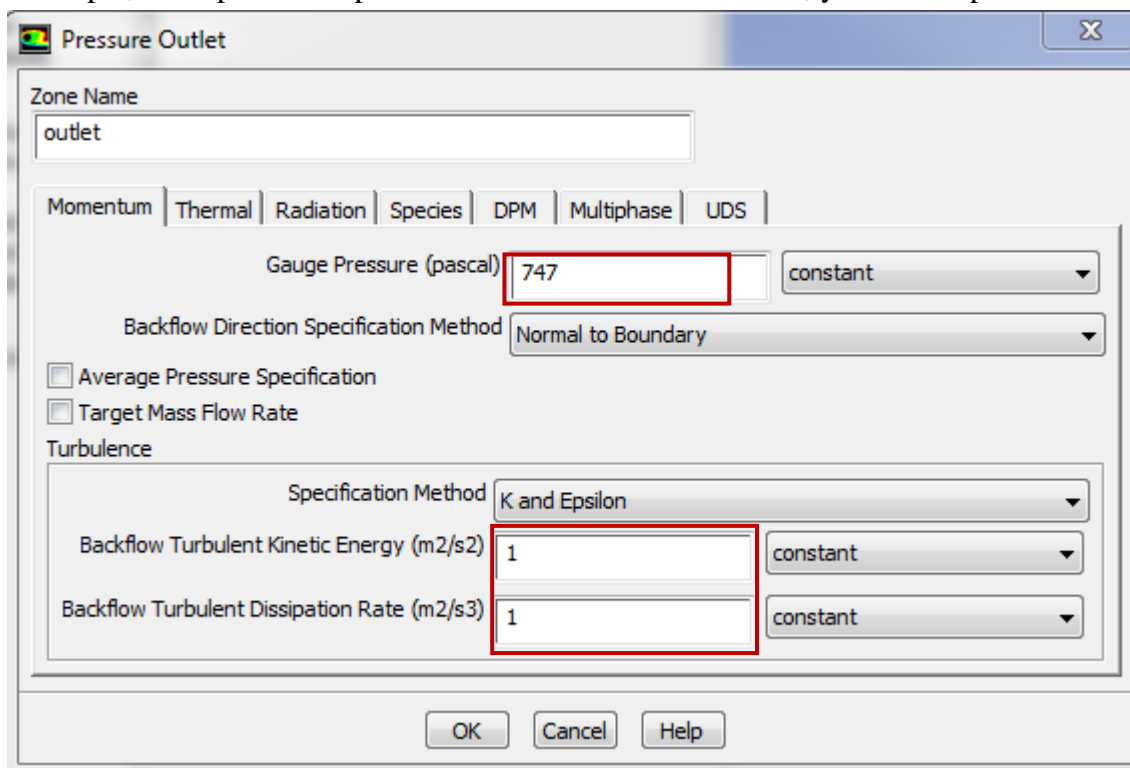 Pressure Outlet
Zone Name
outlet
Momentum Thermal Radiation Species DPM Multiphase UDS
Gauge Pressure (pascal) 747 constant
Backflow Direction Specification Method Normal to Boundary
Average Pressure Specification
Target Mass Flow Rate
Turbulence
Specification Method K and Epsilon
Backflow Turbulent Kinetic Energy (m2/s2) 1 constant
Backflow Turbulent Dissipation Rate (m2/s3) 1 constant
OK Cancel Help